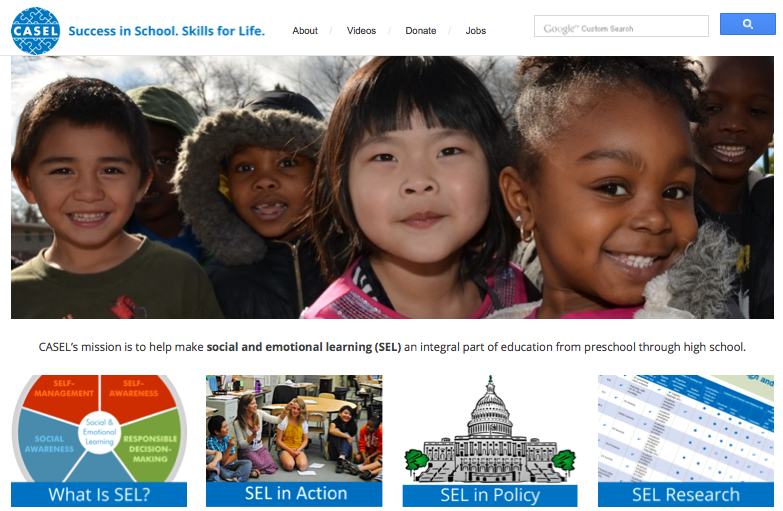 CASEL
Success in School. Skills for Life.
About / Videos / Donate / Jobs
Google™ Custom Search
CASEL's mission is to help make social and emotional learning (SEL) an integral part of education from preschool through high school.
SELF-
MANAGEMENT
SELF-
AWARENESS
Social &
Emotional
Learning
SOCIAL
AWARENESS
RESPONSIBLE
DECISION-
MAKING
What Is SEL?
SEL in Action
SEL in Policy
SEL Research